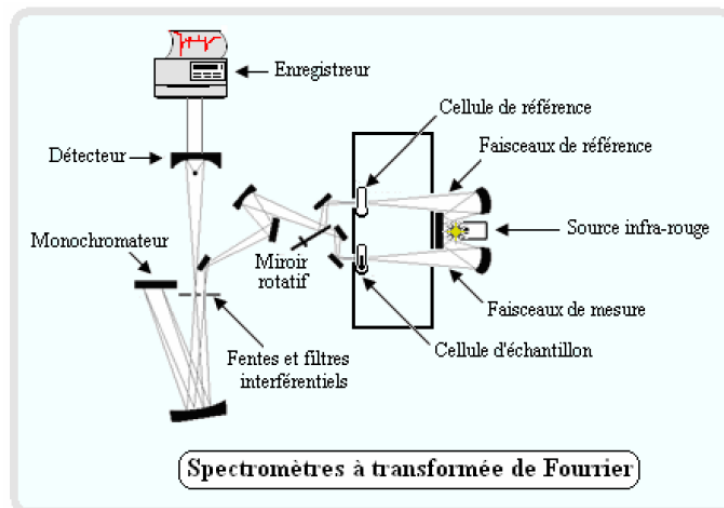 Enregistreur
Cellule de référence
Détecteur
Faisceaux de référence
Source infra-rouge
Monochromateur
Miroir
rotatif
Faisceaux de mesure
Fentes et filtres
interférentiels
Cellule d'échantillon
Spectromètres à transformée de Fourrier